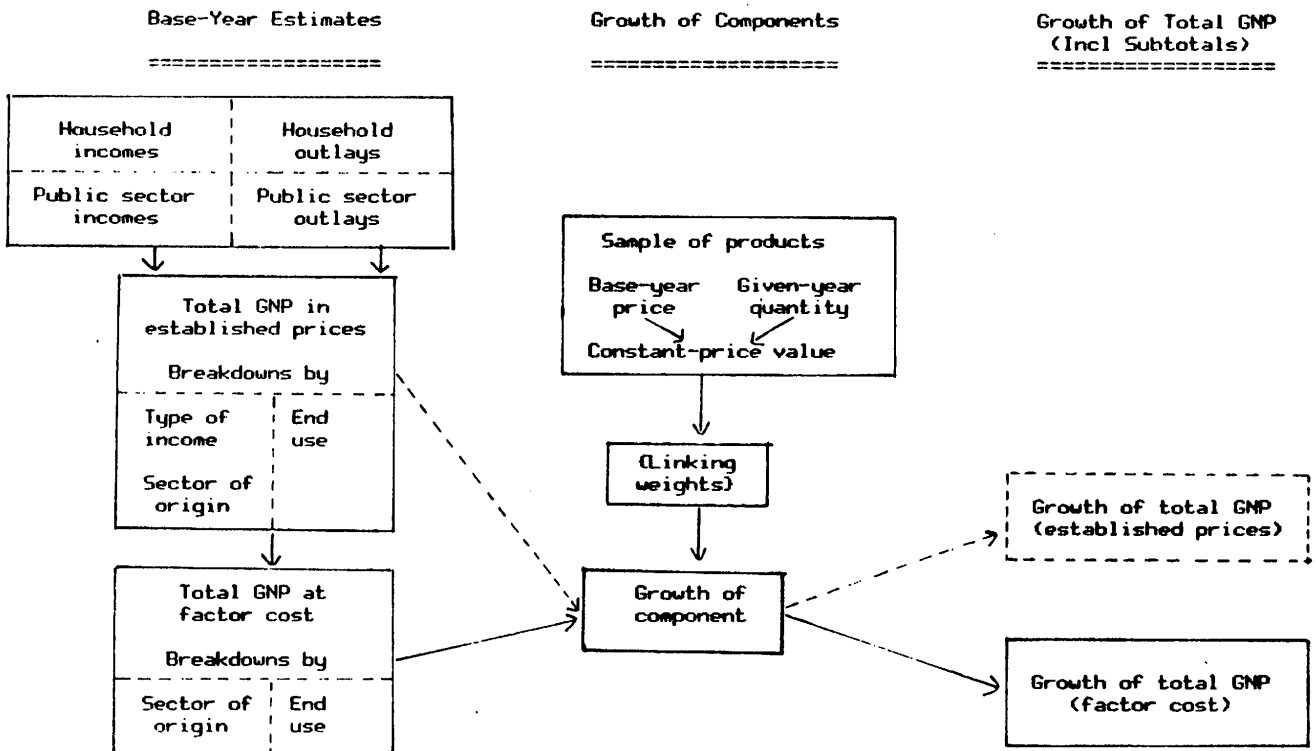 Base-Year Estimates
Growth of Components
Growth of Total GNP
(Incl Subtotals)
===================
====================
===================
Household
incomes
Household
outlays
Public sector
incomes
Public sector
outlays
Total GNP in
established prices
Breakdowns by
Type of
income
End
use
Sector of
origin
Total GNP at
factor cost
Breakdowns by
Sector of
origin
End
use
Sample of products
Base-year
price
Given-year
quantity
Constant-price value
(Linking
weights)
Growth of
component
Growth of total GNP
(established prices)
Growth of total GNP
(factor cost)